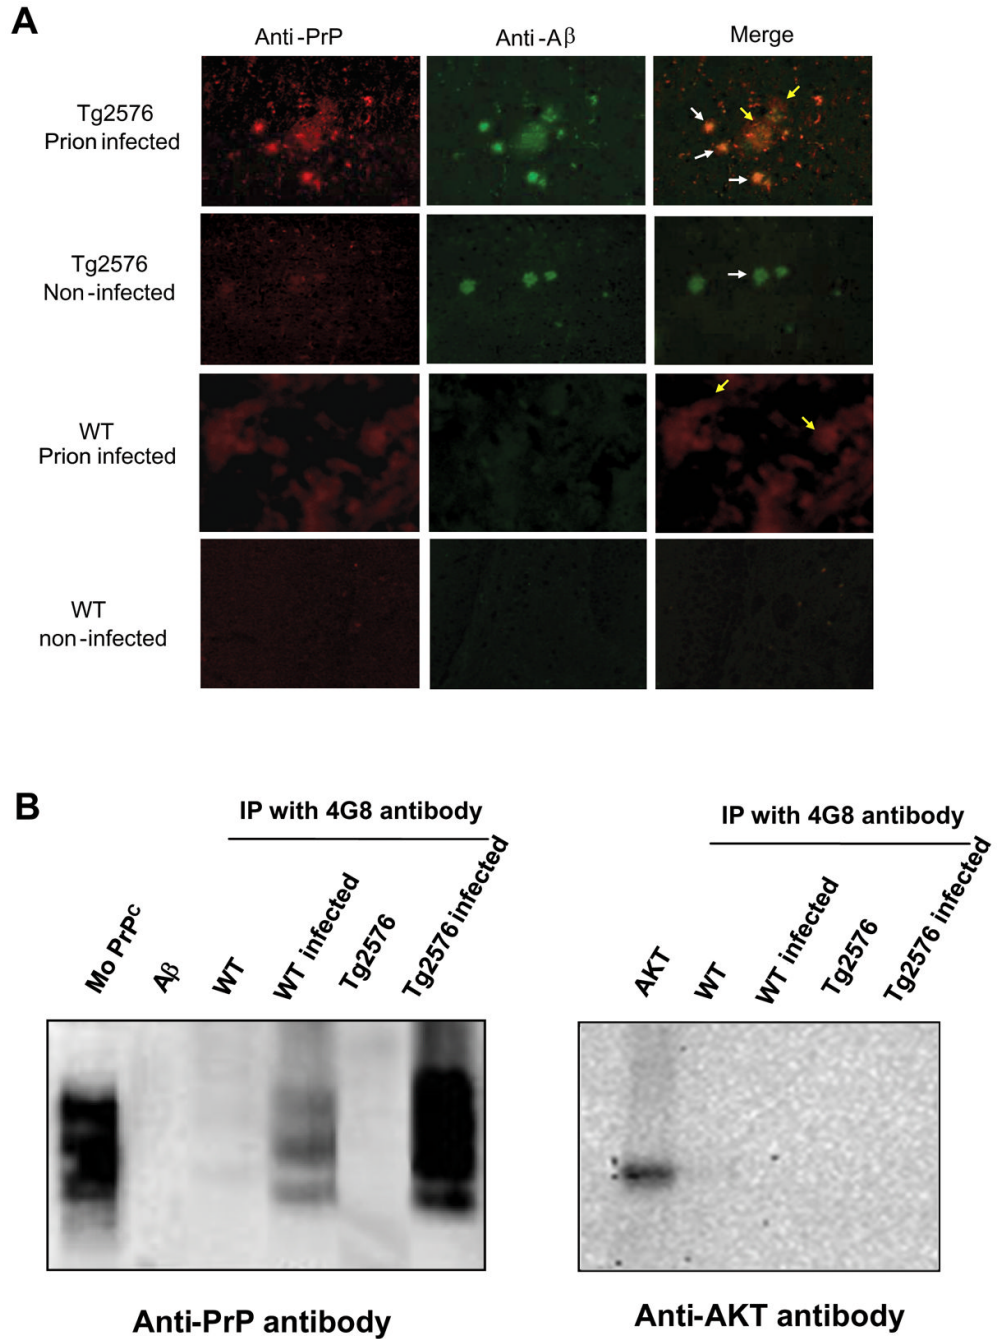 A
Anti-PrP
Anti-Aβ
Merge
Tg2576
Prion infected
Tg2576
Non-infected
WT
Prion infected
WT
non-infected
B
IP with 4G8 antibody
Mo PrPᶜ
Aβ
WT
WT infected
Tg2576
Tg2576 infected
Anti-PrP antibody
IP with 4G8 antibody
AKT
WT
WT infected
Tg2576
Tg2576 infected
Anti-AKT antibody